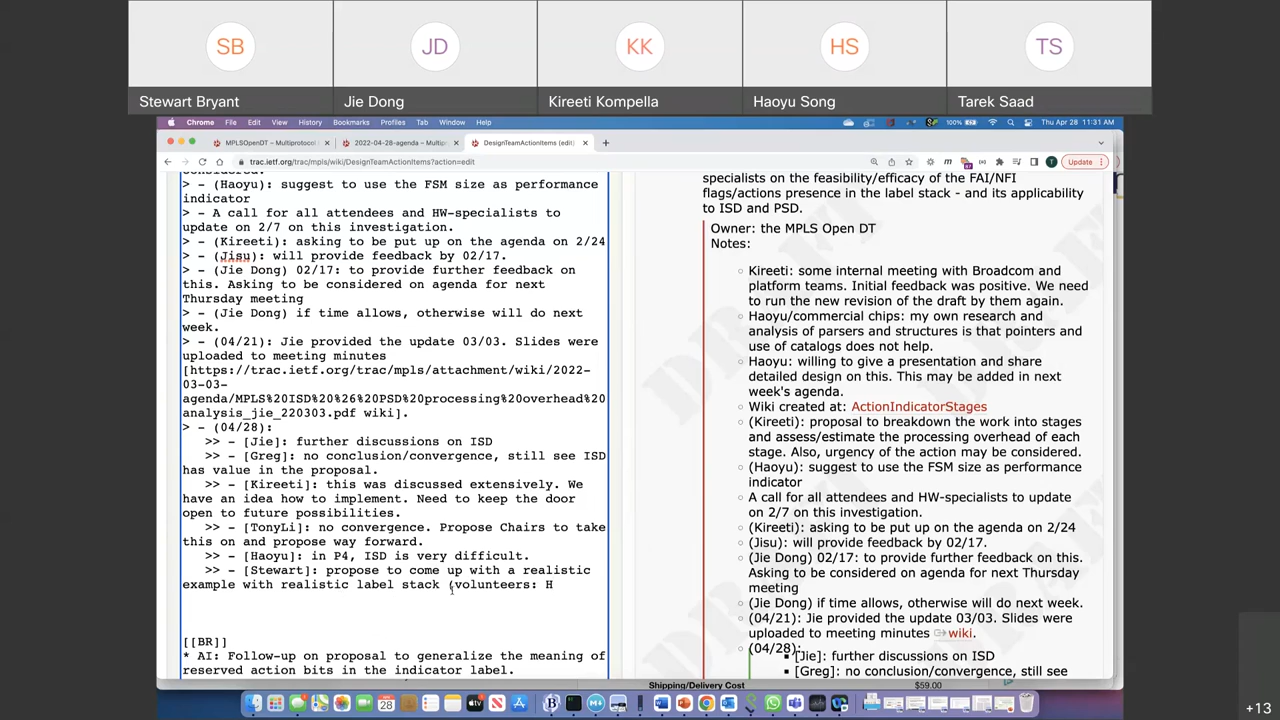 SB
JD
KK
HS
TS
Stewart Bryant
Jie Dong
Kireeti Kompella
Haoyu Song
Tarek Saad
Chrome File Edit View History Bookmarks Profiles Tab Window Help
100%
Thu Apr 28 11:31 AM
MPLSOpenDT – Multiprotocol
2022-04-28-agenda – Multipr
DesignTeamActionItems (edit)
trac.ietf.org/trac/mpls/wiki/DesignTeamActionItems?action=edit
Update
considered.
> - (Haoyu): suggest to use the FSM size as performance
indicator
> - A call for all attendees and HW-specialists to
update on 2/7 on this investigation.
> - (Kireeti): asking to be put up on the agenda on 2/24
> - (Jisu): will provide feedback by 02/17.
> - (Jie Dong) 02/17: to provide further feedback on
this. Asking to be considered on agenda for next
Thursday meeting
> - (Jie Dong) if time allows, otherwise will do next
week.
> - (04/21): Jie provided the update 03/03. Slides were
uploaded to meeting minutes
[https://trac.ietf.org/trac/mpls/attachment/wiki/2022-
03-03-
agenda/MPLS%20ISD%20%26%20PSD%20processing%20overhead%20
analysis_jie_220303.pdf wiki].
> - (04/28):
>> - [Jie]: further discussions on ISD
>> - [Greg]: no conclusion/convergence, still see ISD
has value in the proposal.
>> - [Kireeti]: this was discussed extensively. We
have an idea how to implement. Need to keep the door
open to future possibilities.
>> - [TonyLi]: no convergence. Propose Chairs to take
this on and propose way forward.
>> - [Haoyu]: in P4, ISD is very difficult.
>> - [Stewart]: propose to come up with a realistic
example with realistic label stack (volunteers: H
[[BR]]
* AI: Follow-up on proposal to generalize the meaning of
reserved action bits in the indicator label.
specialists on the feasibility/efficacy of the FAI/NFI
flags/actions presence in the label stack - and its applicability
to ISD and PSD.
Owner: the MPLS Open DT
Notes:
Kireeti: some internal meeting with Broadcom and
platform teams. Initial feedback was positive. We need
to run the new revision of the draft by them again.
Haoyu/commercial chips: my own research and
analysis of parsers and structures is that pointers and
use of catalogs does not help.
Haoyu: willing to give a presentation and share
detailed design on this. This may be added in next
week's agenda.
Wiki created at: ActionIndicatorStages
(Kireeti): proposal to breakdown the work into stages
and assess/estimate the processing overhead of each
stage. Also, urgency of the action may be considered.
(Haoyu): suggest to use the FSM size as performance
indicator
A call for all attendees and HW-specialists to update
on 2/7 on this investigation.
(Kireeti): asking to be put up on the agenda on 2/24
(Jisu): will provide feedback by 02/17.
(Jie Dong) 02/17: to provide further feedback on this.
Asking to be considered on agenda for next Thursday
meeting
(Jie Dong) if time allows, otherwise will do next week.
(04/21): Jie provided the update 03/03. Slides were
uploaded to meeting minutes wiki.
(04/28):
[Jie]: further discussions on ISD
[Greg]: no conclusion/convergence, still see
DRAFT
Shipping/Delivery Cost
$59.00
+13